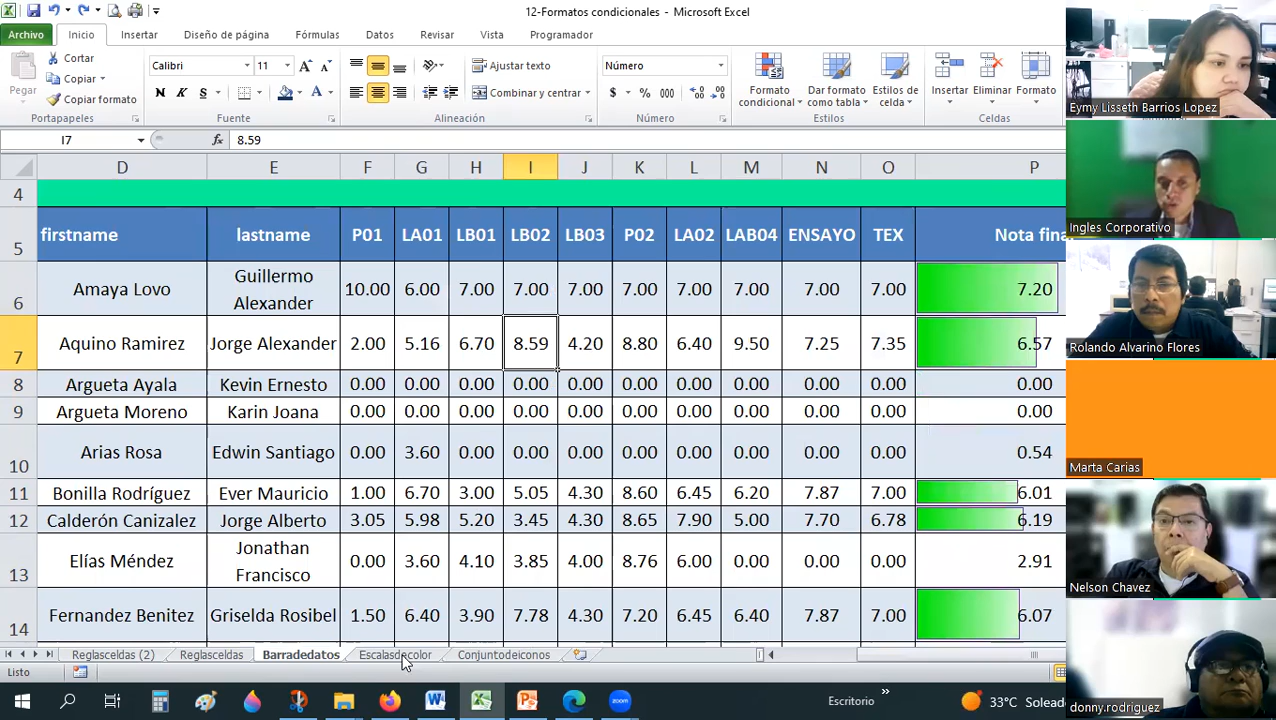 12-Formatos condicionales - Microsoft Excel
Archivo Inicio Insertar Diseño de página Fórmulas Datos Revisar Vista Programador
Pegar
Cortar
Copiar
Copiar formato
Portapapeles
Calibri 11
N K S
Fuente
Ajustar texto
Combinar y centrar
Alineación
Número
$ % 000
Número
Formato condicional
Dar formato como tabla
Estilos de celda
Estilos
Insertar Eliminar Formato
Celdas
I7 fx 8.59
D E F G H I J K L M N O P
4
5 firstname lastname P01 LA01 LB01 LB02 LB03 P02 LA02 LAB04 ENSAYO TEX Nota fina
6 Amaya Lovo Guillermo Alexander 10.00 6.00 7.00 7.00 7.00 7.00 7.00 7.00 7.00 7.00 7.20
7 Aquino Ramirez Jorge Alexander 2.00 5.16 6.70 8.59 4.20 8.80 6.40 9.50 7.25 7.35 6.57
8 Argueta Ayala Kevin Ernesto 0.00 0.00 0.00 0.00 0.00 0.00 0.00 0.00 0.00 0.00 0.00
9 Argueta Moreno Karin Joana 0.00 0.00 0.00 0.00 0.00 0.00 0.00 0.00 0.00 0.00 0.00
10 Arias Rosa Edwin Santiago 0.00 3.60 0.00 0.00 0.00 0.00 0.00 0.00 0.00 0.00 0.54
11 Bonilla Rodríguez Ever Mauricio 1.00 6.70 3.00 5.05 4.30 8.60 6.45 6.20 7.87 7.00 6.01
12 Calderón Canizalez Jorge Alberto 3.05 5.98 5.20 3.45 4.30 8.65 7.90 5.00 7.70 6.78 6.19
13 Elías Méndez Jonathan Francisco 0.00 3.60 4.10 3.85 4.00 8.76 6.00 0.00 0.00 0.00 2.91
14 Fernandez Benitez Griselda Rosibel 1.50 6.40 3.90 7.78 4.30 7.20 6.45 6.40 7.87 7.00 6.07
Reglasceldas (2) Reglasceldas Barradedatos Escalasdecolor Conjuntodeiconos
Listo
Escritorio » 33°C Solead
Eymy Lisseth Barrios Lopez
Ingles Corporativo
Rolando Alvarino Flores
Marta Carias
Nelson Chavez
donny.rodriguez